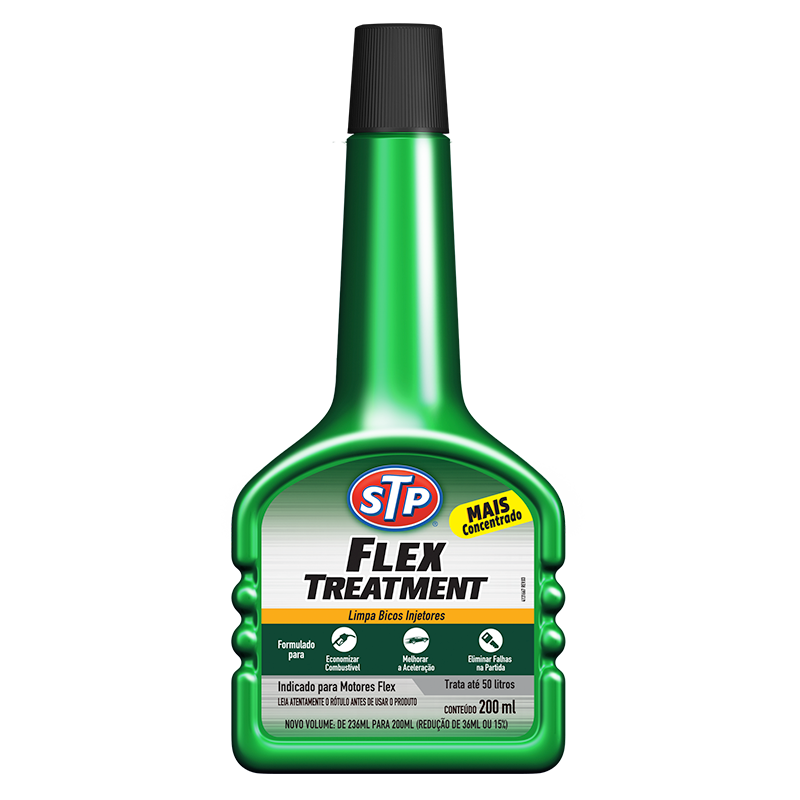 STP
®
MAIS
Concentrado
FLEX
TREATMENT
Limpa Bicos Injetores
Formulado
para
Economizar
Combustível
Melhorar
a Aceleração
Eliminar Falhas
na Partida
Indicado para Motores Flex
Trata até 50 litros
LEIA ATENTAMENTE O RÓTULO ANTES DE USAR O PRODUTO
CONTEÚDO 200 ml
NOVO VOLUME: DE 236ML PARA 200ML (REDUÇÃO DE 36ML OU 15%)